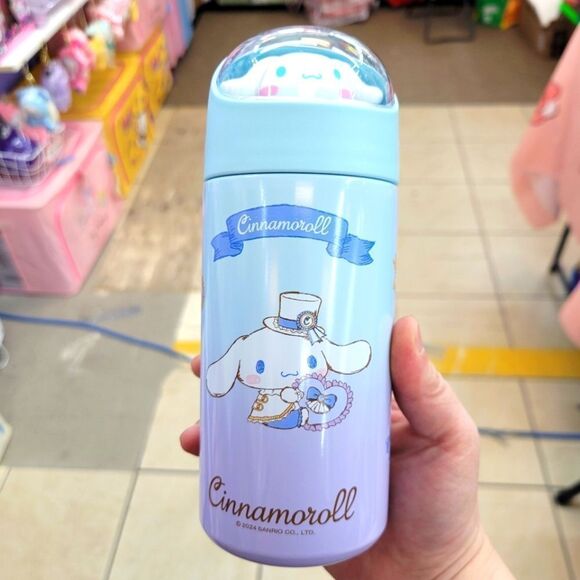 Cinnamoroll
Cinnamoroll
© 2024 SANRIO CO., LTD.